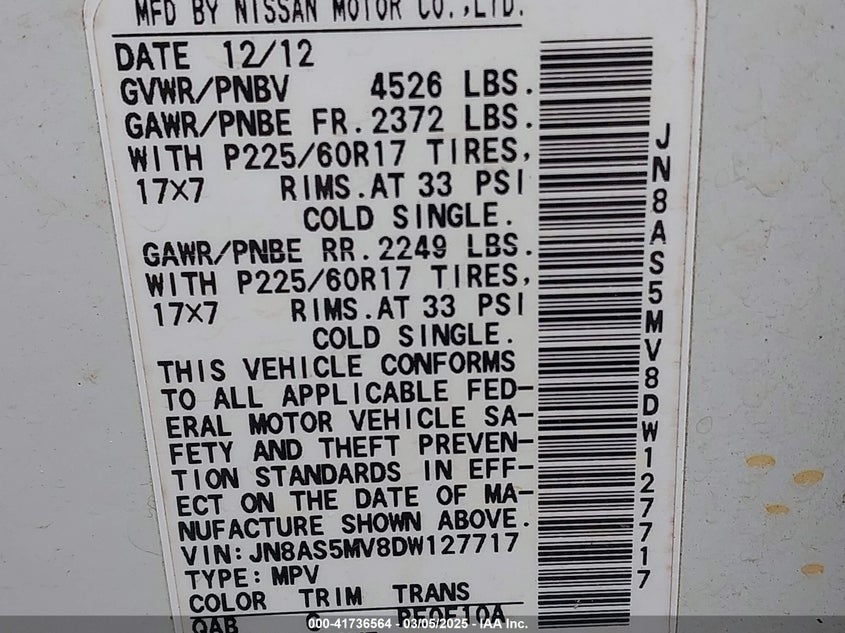 MFD BY NISSAN MOTOR CO.,LTD.
DATE 12/12
GVWR/PNBV 4526 LBS.
GAWR/PNBE FR. 2372 LBS.
WITH P225/60R17 TIRES,
17X7 RIMS.AT 33 PSI
COLD SINGLE.
GAWR/PNBE RR. 2249 LBS.
WITH P225/60R17 TIRES,
17X7 RIMS.AT 33 PSI
COLD SINGLE.
THIS VEHICLE CONFORMS
TO ALL APPLICABLE FED-
ERAL MOTOR VEHICLE SA-
FETY AND THEFT PREVEN-
TION STANDARDS IN EFF-
ECT ON THE DATE OF MA-
NUFACTURE SHOWN ABOVE.
VIN:JN8AS5MV8DW127717
TYPE:MPV
COLOR TRIM TRANS
QAB
JN8AS5MV8DW127717
000-41736564 - 03/05/2025 - IAA Inc.